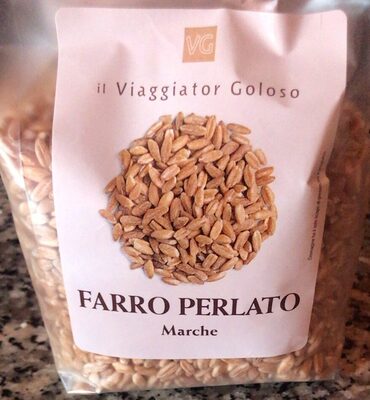 VG
il Viaggiator Goloso
FARRO PERLATO
Marche